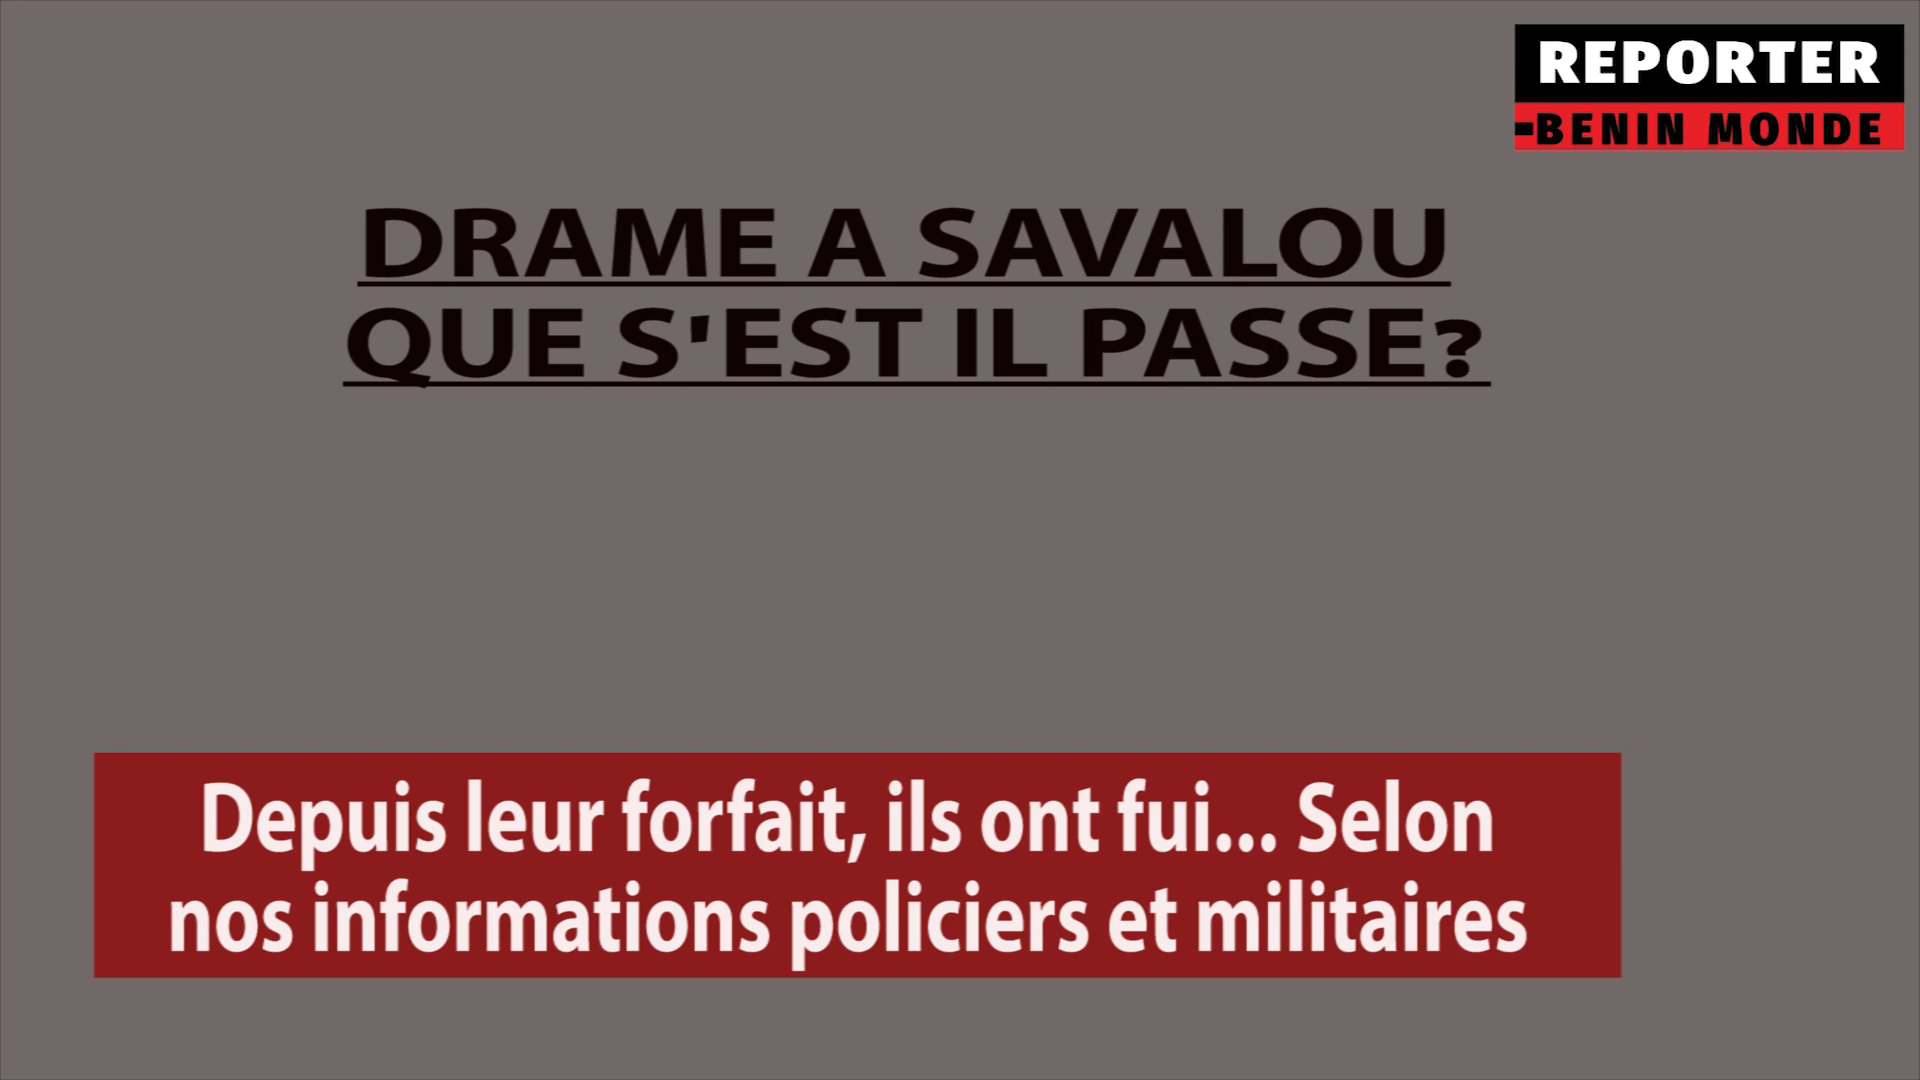 REPORTER
-BENIN MONDE
DRAME A SAVALOU
QUE S'EST IL PASSE?
Depuis leur forfait, ils ont fui... Selon
nos informations policiers et militaires